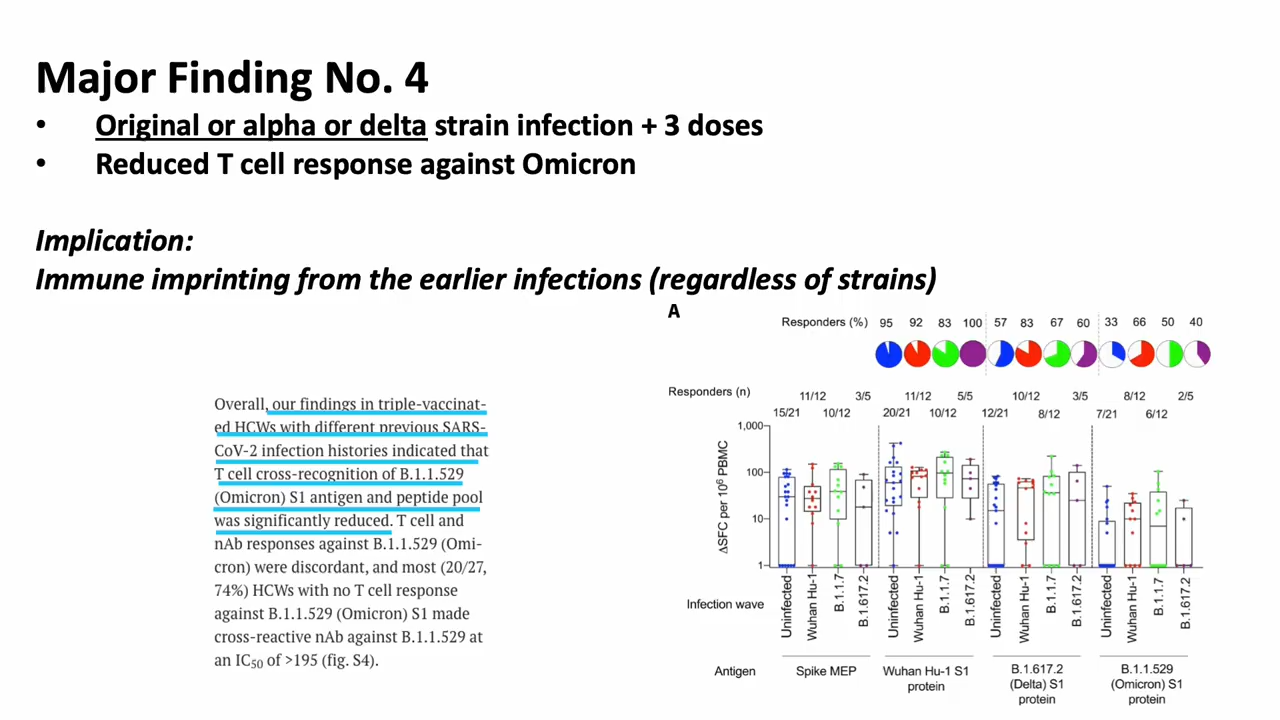 Major Finding No. 4
• Original or alpha or delta strain infection + 3 doses
• Reduced T cell response against Omicron
Implication:
Immune imprinting from the earlier infections (regardless of strains)
Overall, our findings in triple-vaccinat-
ed HCWs with different previous SARS-
CoV-2 infection histories indicated that
T cell cross-recognition of B.1.1.529
(Omicron) S1 antigen and peptide pool
was significantly reduced. T cell and
nAb responses against B.1.1.529 (Omi-
cron) were discordant, and most (20/27,
74%) HCWs with no T cell response
against B.1.1.529 (Omicron) S1 made
cross-reactive nAb against B.1.1.529 at
an IC50 of >195 (fig. S4).
A
Responders (%) 95 92 83 100 57 83 67 60 33 66 50 40
Responders (n)
11/12 3/5 11/12 5/5 10/12 3/5 8/12 2/5
15/21 10/12 20/21 10/12 12/21 8/12 7/21 6/12
ΔSFC per 10⁶ PBMC
1,000
100
10
1
Infection wave
Uninfected
Wuhan Hu-1
B.1.1.7
B.1.617.2
Uninfected
Wuhan Hu-1
B.1.1.7
B.1.617.2
Uninfected
Wuhan Hu-1
B.1.1.7
B.1.617.2
Uninfected
Wuhan Hu-1
B.1.1.7
B.1.617.2
Antigen
Spike MEP
Wuhan Hu-1 S1
protein
B.1.617.2
(Delta) S1
protein
B.1.1.529
(Omicron) S1
protein